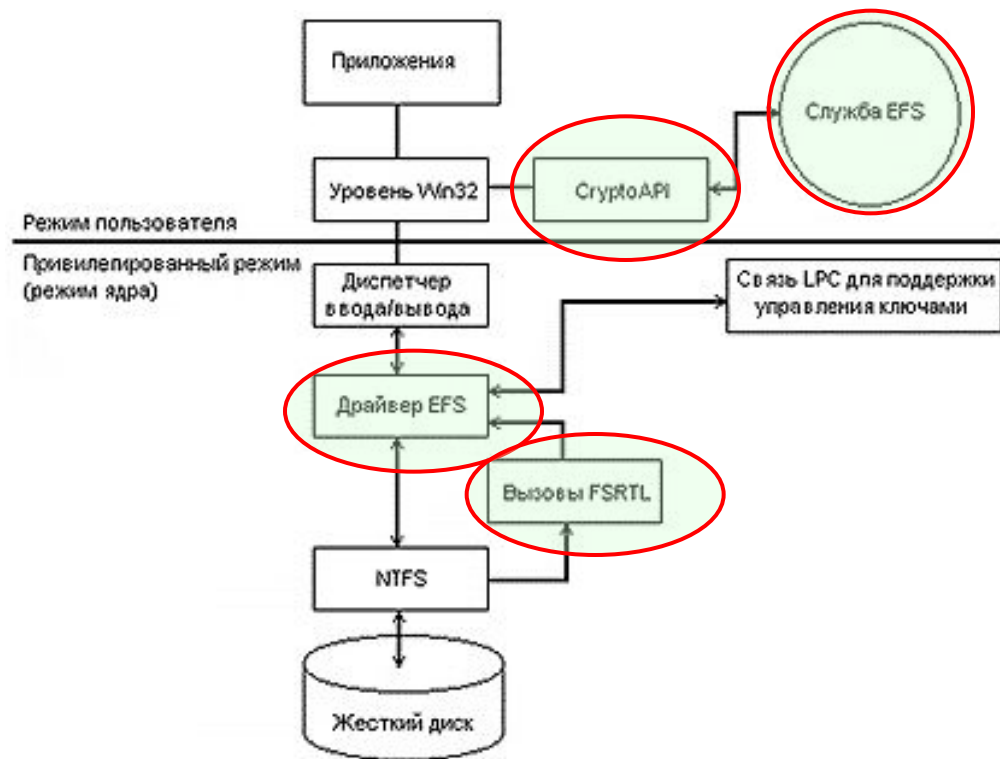 Приложения
Служба EFS
Уровень Win32
CryptoAPI
Режим пользователя
Привилегированный режим
(режим ядра)
Диспетчер
ввода/вывода
Связь LPC для поддержки
управления ключами
Драйвер EFS
Вызовы FSRTL
NTFS
Жесткий диск